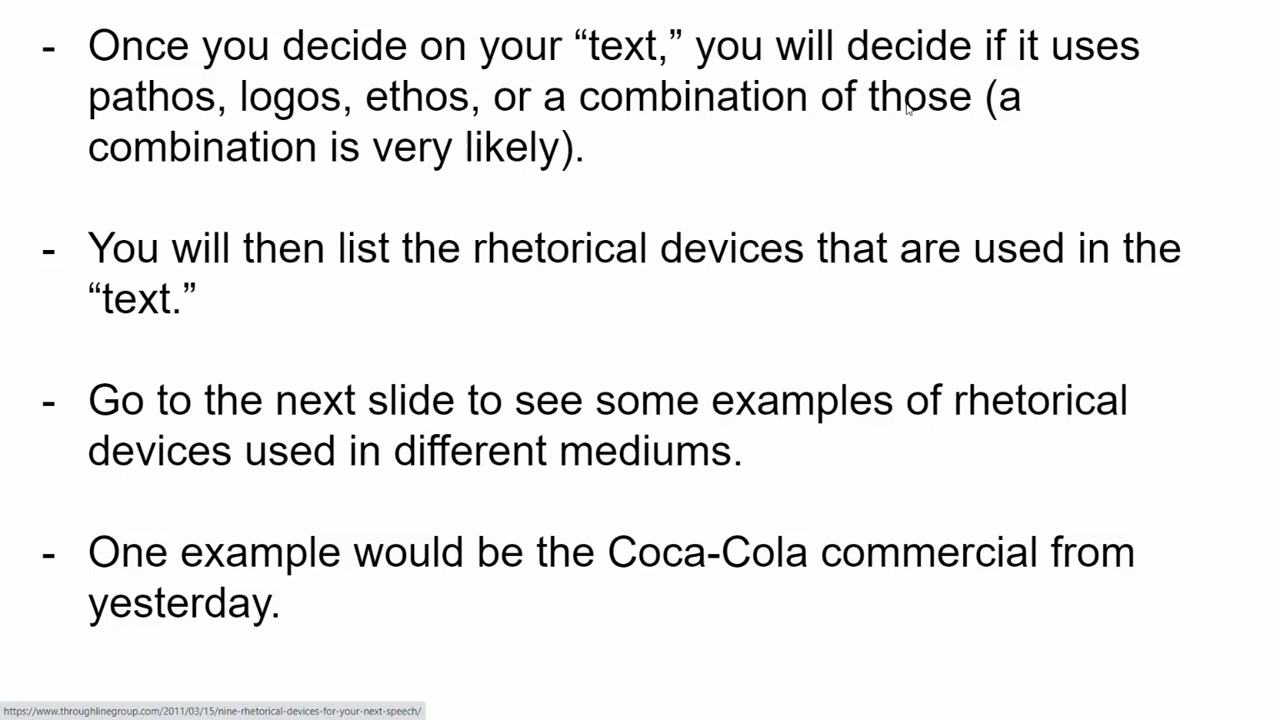 - Once you decide on your “text,” you will decide if it uses
pathos, logos, ethos, or a combination of those (a
combination is very likely).
- You will then list the rhetorical devices that are used in the
“text.”
- Go to the next slide to see some examples of rhetorical
devices used in different mediums.
- One example would be the Coca-Cola commercial from
yesterday.
https://www.throughlinegroup.com/2011/03/15/nine-rhetorical-devices-for-your-next-speech/